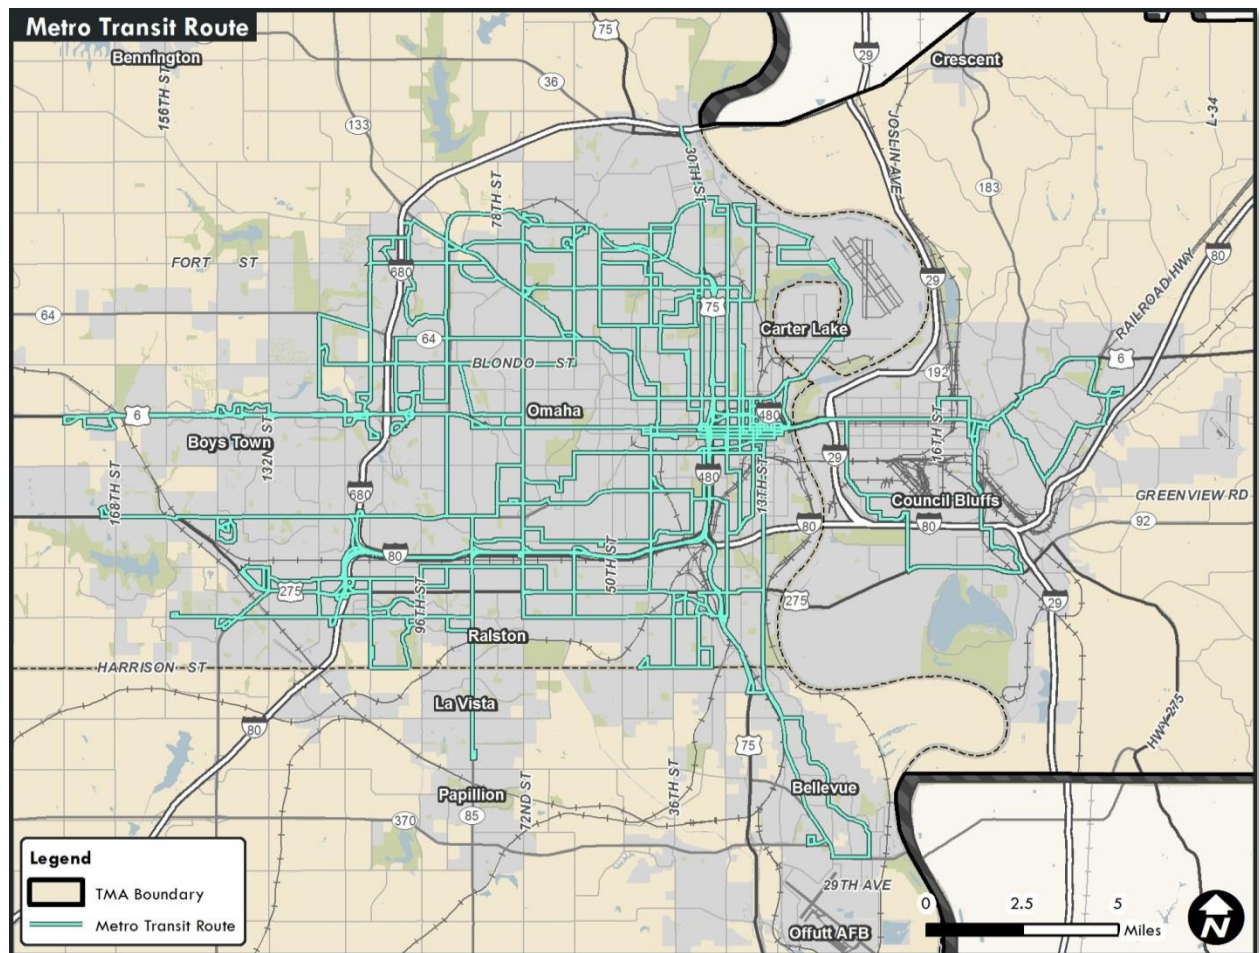 Metro Transit Route
75
Bennington
29
Crescent
36
156TH ST
133
JOSLIN AVE
L-34
30TH ST
183
78TH ST
FORT ST
680
29
80
RAILROAD HWY
75
64
Carter Lake
64
6
BLONDO ST
192
6
Omaha
480
Boys Town
132ND ST
16TH ST
29
168TH ST
680
480
13TH ST
Council Bluffs
GREENVIEW RD
80
80
92
80
50TH ST
275
96TH ST
275
29
Ralston
HARRISON ST
La Vista
80
75
HWY 275
36TH ST
72ND ST
Papillion
Bellevue
370
85
29TH AVE
Offutt AFB
Legend
TMA Boundary
Metro Transit Route
0 2.5 5
Miles
N